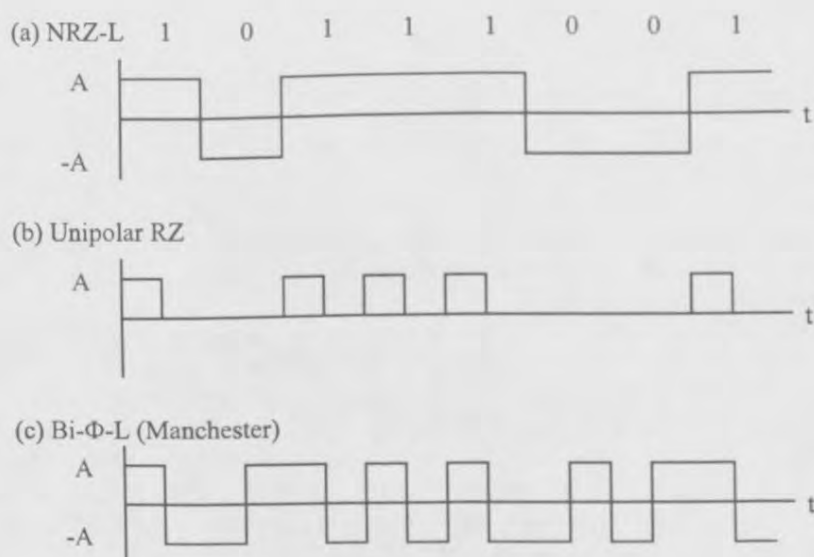 (a) NRZ-L 1 0 1 1 1 0 0 1
A
t
-A
(b) Unipolar RZ
A
t
(c) Bi-Φ-L (Manchester)
A
t
-A